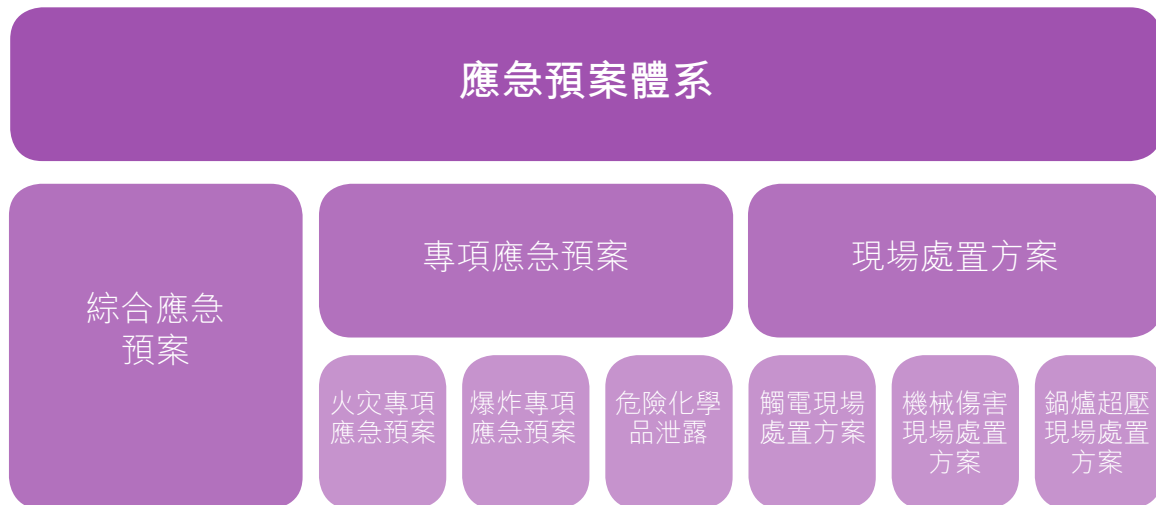 應急預案體系
綜合應急
預案
專項應急預案
現場處置方案
火灾專項
應急預案
爆炸專項
應急預案
危險化學
品泄露
觸電現場
處置方案
機械傷害
現場處置
方案
鍋爐超壓
現場處置
方案